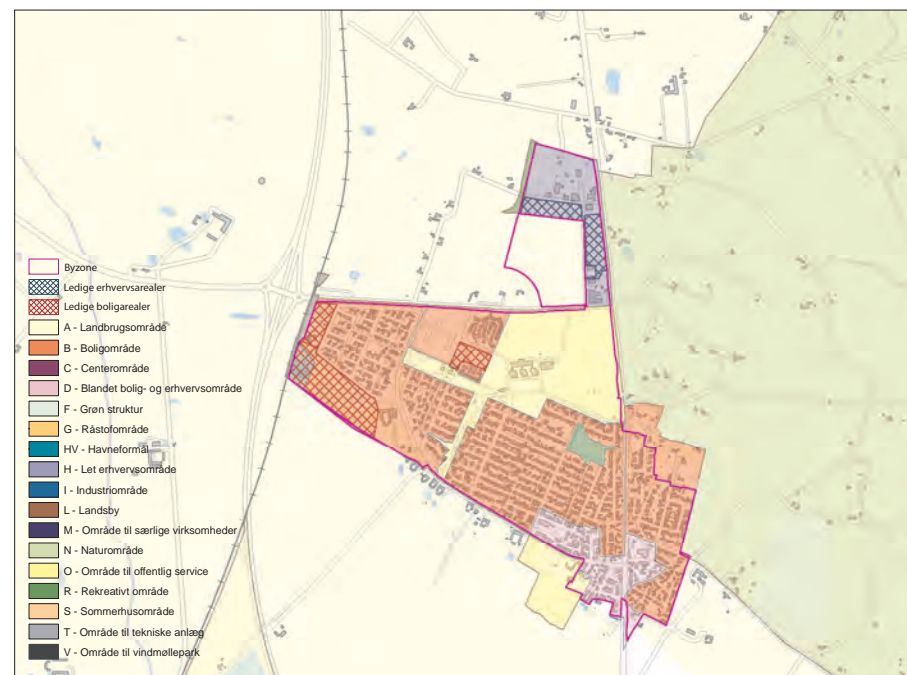 Byzone
Ledige erhvervsarealer
Ledige boligarealer
A - Landbrugsområde
B - Boligområde
C - Centerområde
D - Blandet bolig- og erhvervsområde
F - Grøn struktur
G - Råstofområde
HV - Havneformål
H - Let erhvervsområde
I - Industriområde
L - Landsby
M - Område til særlige virksomheder
N - Naturområde
O - Område til offentlig service
R - Rekreativt område
S - Sommerhusområde
T - Område til tekniske anlæg
V - Område til vindmøllepark